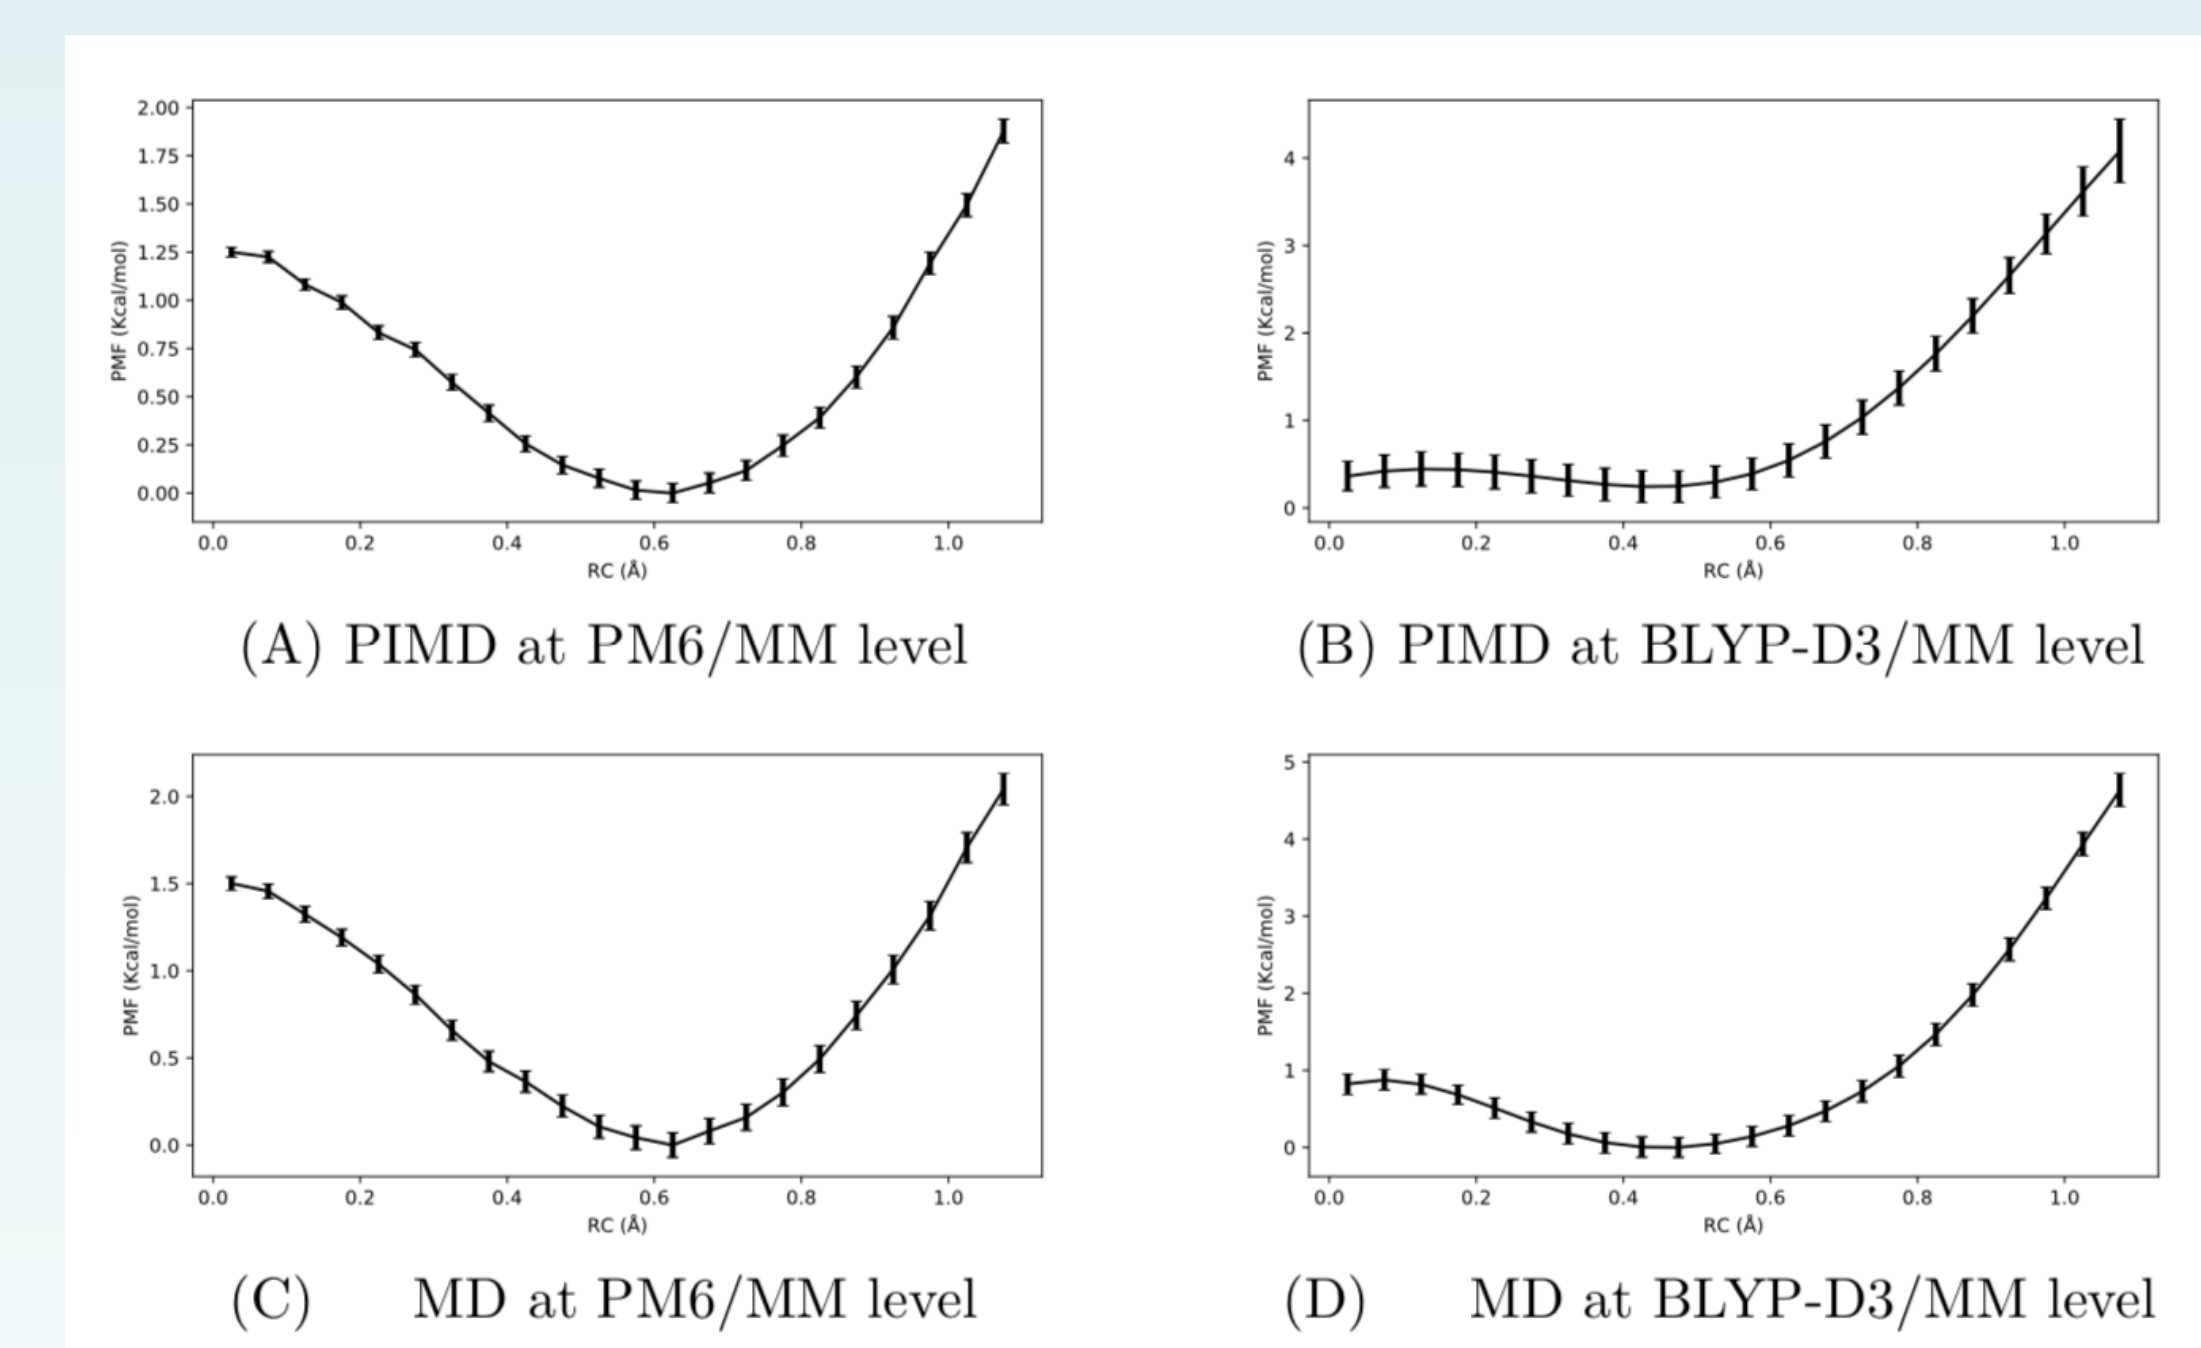 2.00
1.75
1.50
1.25
1.00
0.75
0.50
0.25
0.00
PMF (Kcal/mol)
0.0 0.2 0.4 0.6 0.8 1.0
RC (Å)
(A) PIMD at PM6/MM level
4
3
2
1
0
PMF (Kcal/mol)
0.0 0.2 0.4 0.6 0.8 1.0
RC (Å)
(B) PIMD at BLYP-D3/MM level
2.0
1.5
1.0
0.5
0.0
PMF (Kcal/mol)
0.0 0.2 0.4 0.6 0.8 1.0
RC (Å)
(C) MD at PM6/MM level
5
4
3
2
1
0
PMF (Kcal/mol)
0.0 0.2 0.4 0.6 0.8 1.0
RC (Å)
(D) MD at BLYP-D3/MM level